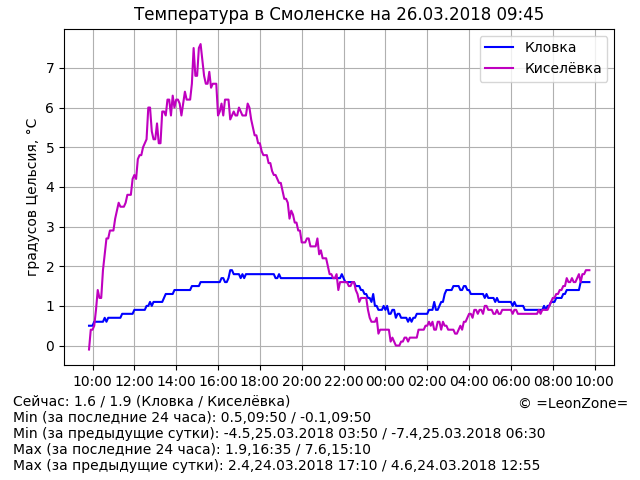 Температура в Смоленске на 26.03.2018 09:45
Кловка
Киселёвка
градусов Цельсия, °C
7
6
5
4
3
2
1
0
10:00 12:00 14:00 16:00 18:00 20:00 22:00 00:00 02:00 04:00 06:00 08:00 10:00
Сейчас: 1.6 / 1.9 (Кловка / Киселёвка)
© =LeonZone=
Min (за последние 24 часа): 0.5,09:50 / -0.1,09:50
Min (за предыдущие сутки): -4.5,25.03.2018 03:50 / -7.4,25.03.2018 06:30
Max (за последние 24 часа): 1.9,16:35 / 7.6,15:10
Max (за предыдущие сутки): 2.4,24.03.2018 17:10 / 4.6,24.03.2018 12:55